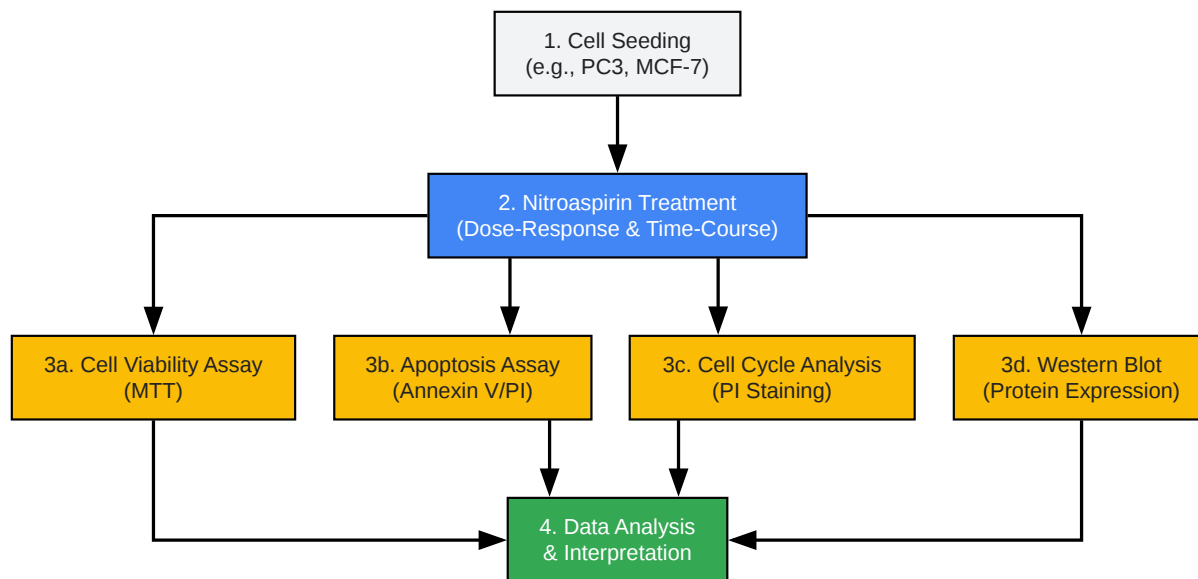 1. Cell Seeding
(e.g., PC3, MCF-7)
2. Nitroaspirin Treatment
(Dose-Response & Time-Course)
3a. Cell Viability Assay
(MTT)
3b. Apoptosis Assay
(Annexin V/PI)
3c. Cell Cycle Analysis
(PI Staining)
3d. Western Blot
(Protein Expression)
4. Data Analysis
& Interpretation